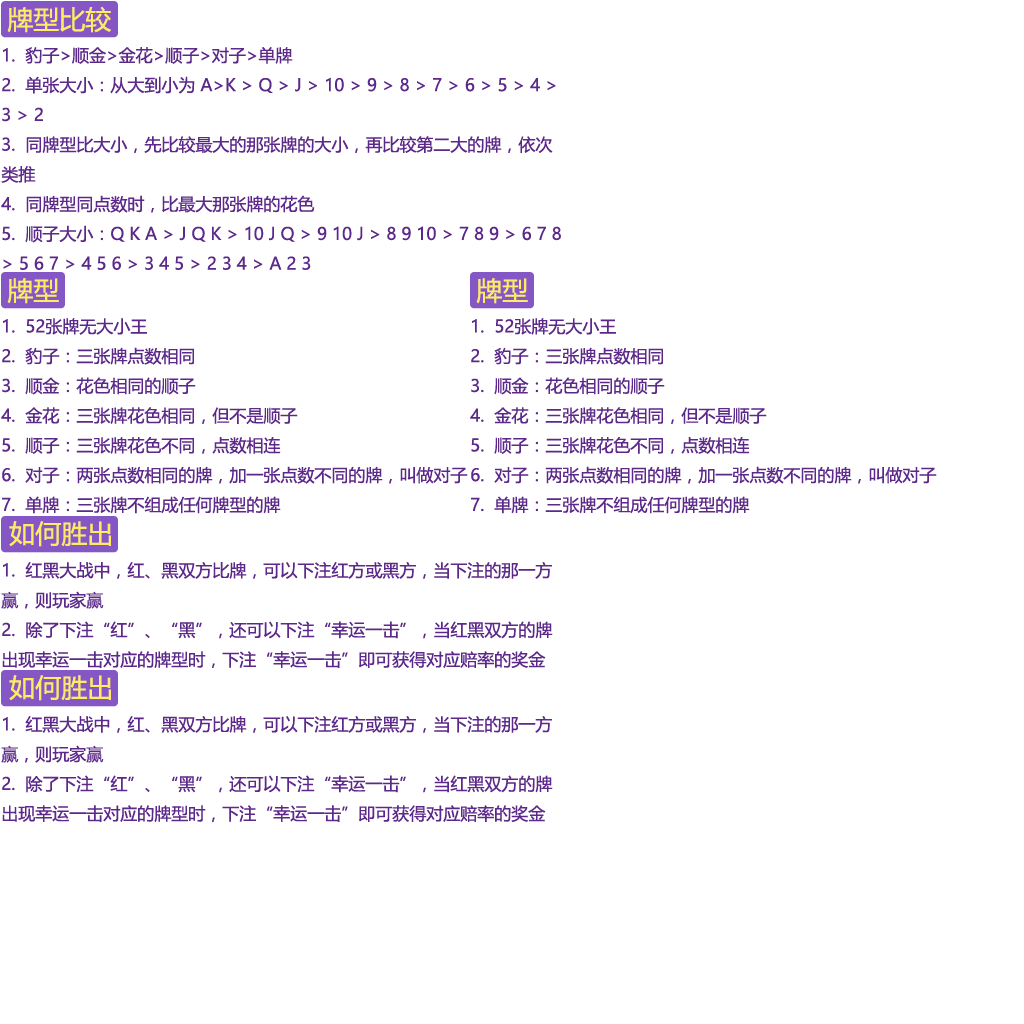 牌型比较
1. 豹子>顺金>金花>顺子>对子>单牌
2. 单张大小：从大到小为 A>K > Q > J > 10 > 9 > 8 > 7 > 6 > 5 > 4 >
3 > 2
3. 同牌型比大小，先比较最大的那张牌的大小，再比较第二大的牌，依次
类推
4. 同牌型同点数时，比最大那张牌的花色
5. 顺子大小：Q K A > J Q K > 10 J Q > 9 10 J > 8 9 10 > 7 8 9 > 6 7 8
> 5 6 7 > 4 5 6 > 3 4 5 > 2 3 4 > A 2 3
牌型
1. 52张牌无大小王
2. 豹子：三张牌点数相同
3. 顺金：花色相同的顺子
4. 金花：三张牌花色相同，但不是顺子
5. 顺子：三张牌花色不同，点数相连
6. 对子：两张点数相同的牌，加一张点数不同的牌，叫做对子
7. 单牌：三张牌不组成任何牌型的牌
牌型
1. 52张牌无大小王
2. 豹子：三张牌点数相同
3. 顺金：花色相同的顺子
4. 金花：三张牌花色相同，但不是顺子
5. 顺子：三张牌花色不同，点数相连
6. 对子：两张点数相同的牌，加一张点数不同的牌，叫做对子
7. 单牌：三张牌不组成任何牌型的牌
如何胜出
1. 红黑大战中，红、黑双方比牌，可以下注红方或黑方，当下注的那一方
赢，则玩家赢
2. 除了下注“红”、“黑”，还可以下注“幸运一击”，当红黑双方的牌
出现幸运一击对应的牌型时，下注“幸运一击”即可获得对应赔率的奖金
如何胜出
1. 红黑大战中，红、黑双方比牌，可以下注红方或黑方，当下注的那一方
赢，则玩家赢
2. 除了下注“红”、“黑”，还可以下注“幸运一击”，当红黑双方的牌
出现幸运一击对应的牌型时，下注“幸运一击”即可获得对应赔率的奖金